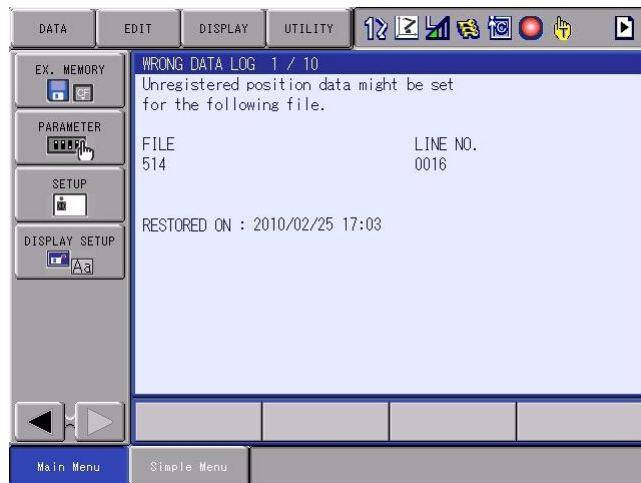 DATA
EDIT
DISPLAY
UTILITY
12
EX. MEMORY
CF
PARAMETER
SETUP
DISPLAY SETUP
Aa
WRONG DATA LOG 1 / 10
Unregistered position data might be set
for the following file.
FILE LINE NO.
514 0016
RESTORED ON : 2010/02/25 17:03
Main Menu
Simple Menu